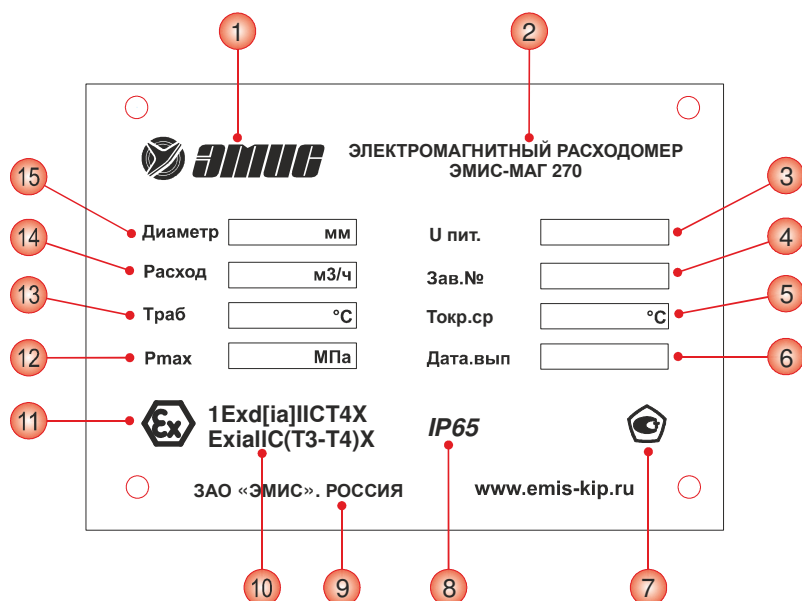 1
2
ЭМИС
ЭЛЕКТРОМАГНИТНЫЙ РАСХОДОМЕР
ЭМИС-МАГ 270
15
Диаметр мм
U пит.
3
14
Расход м3/ч
Зав.№
4
13
Tраб °C
Токр.ср °C
5
12
Pmax МПа
Дата.вып
6
11
Ex
1Exd[ia]IICT4X
ExiaIIC(T3-T4)X
IP65
ЗАО «ЭМИС». РОССИЯ
www.emis-kip.ru
10
9
8
7